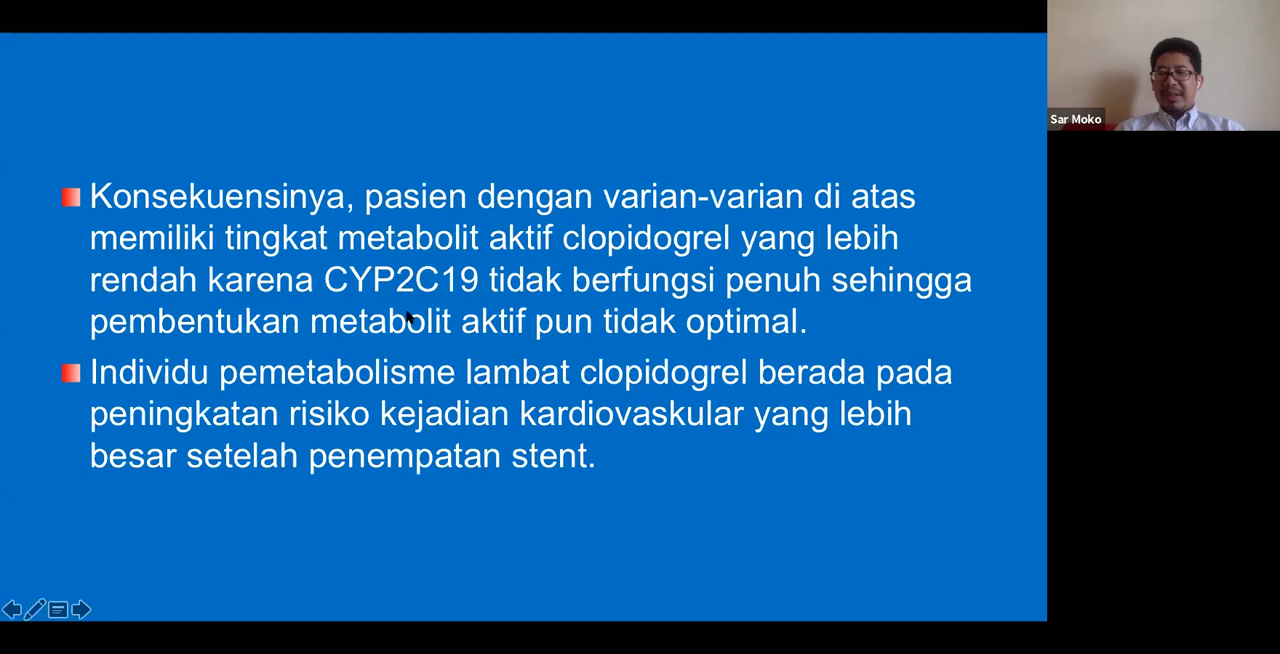 Konsekuensinya, pasien dengan varian-varian di atas
memiliki tingkat metabolit aktif clopidogrel yang lebih
rendah karena CYP2C19 tidak berfungsi penuh sehingga
pembentukan metabolit aktif pun tidak optimal.
Individu pemetabolisme lambat clopidogrel berada pada
peningkatan risiko kejadian kardiovaskular yang lebih
besar setelah penempatan stent.
Sar Moko